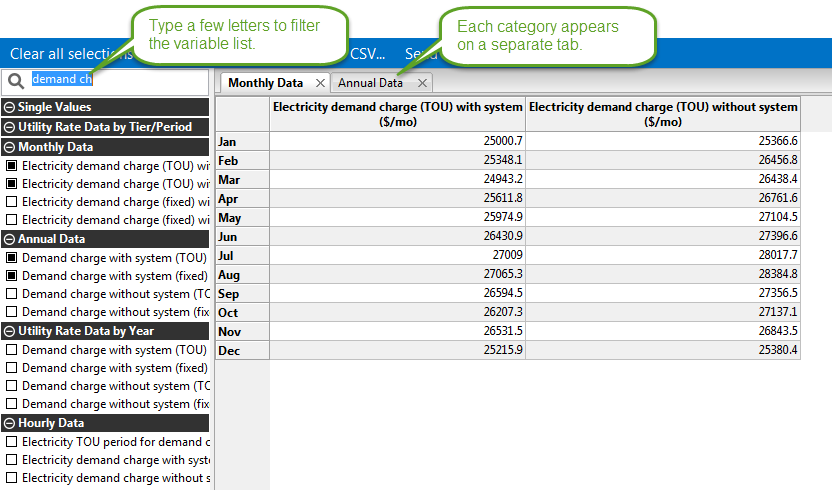 Type a few letters to filter
the variable list.
Each category appears
on a separate tab.
Clear all selections
CSV...
Send
demand ch
Monthly Data
Annual Data
Single Values
Utility Rate Data by Tier/Period
Monthly Data
Electricity demand charge (TOU) wi
Electricity demand charge (TOU) wi
Electricity demand charge (fixed) wi
Electricity demand charge (fixed) wi
Annual Data
Demand charge with system (TOU)
Demand charge with system (fixed)
Demand charge without system (TO
Demand charge without system (fix
Utility Rate Data by Year
Demand charge with system (TOU)
Demand charge with system (fixed)
Demand charge without system (TO
Demand charge without system (fix
Hourly Data
Electricity TOU period for demand c
Electricity demand charge with syste
Electricity demand charge without s
Electricity demand charge (TOU) with system Electricity demand charge (TOU) without system
($/mo) ($/mo)
Jan 25000.7 25366.6
Feb 25348.1 26456.8
Mar 24943.2 26438.4
Apr 25611.8 26761.6
May 25974.9 27104.5
Jun 26430.9 27396.6
Jul 27009 28017.7
Aug 27065.3 28384.8
Sep 26594.5 27356.5
Oct 26207.3 27137.1
Nov 26531.5 26843.5
Dec 25215.9 25380.4